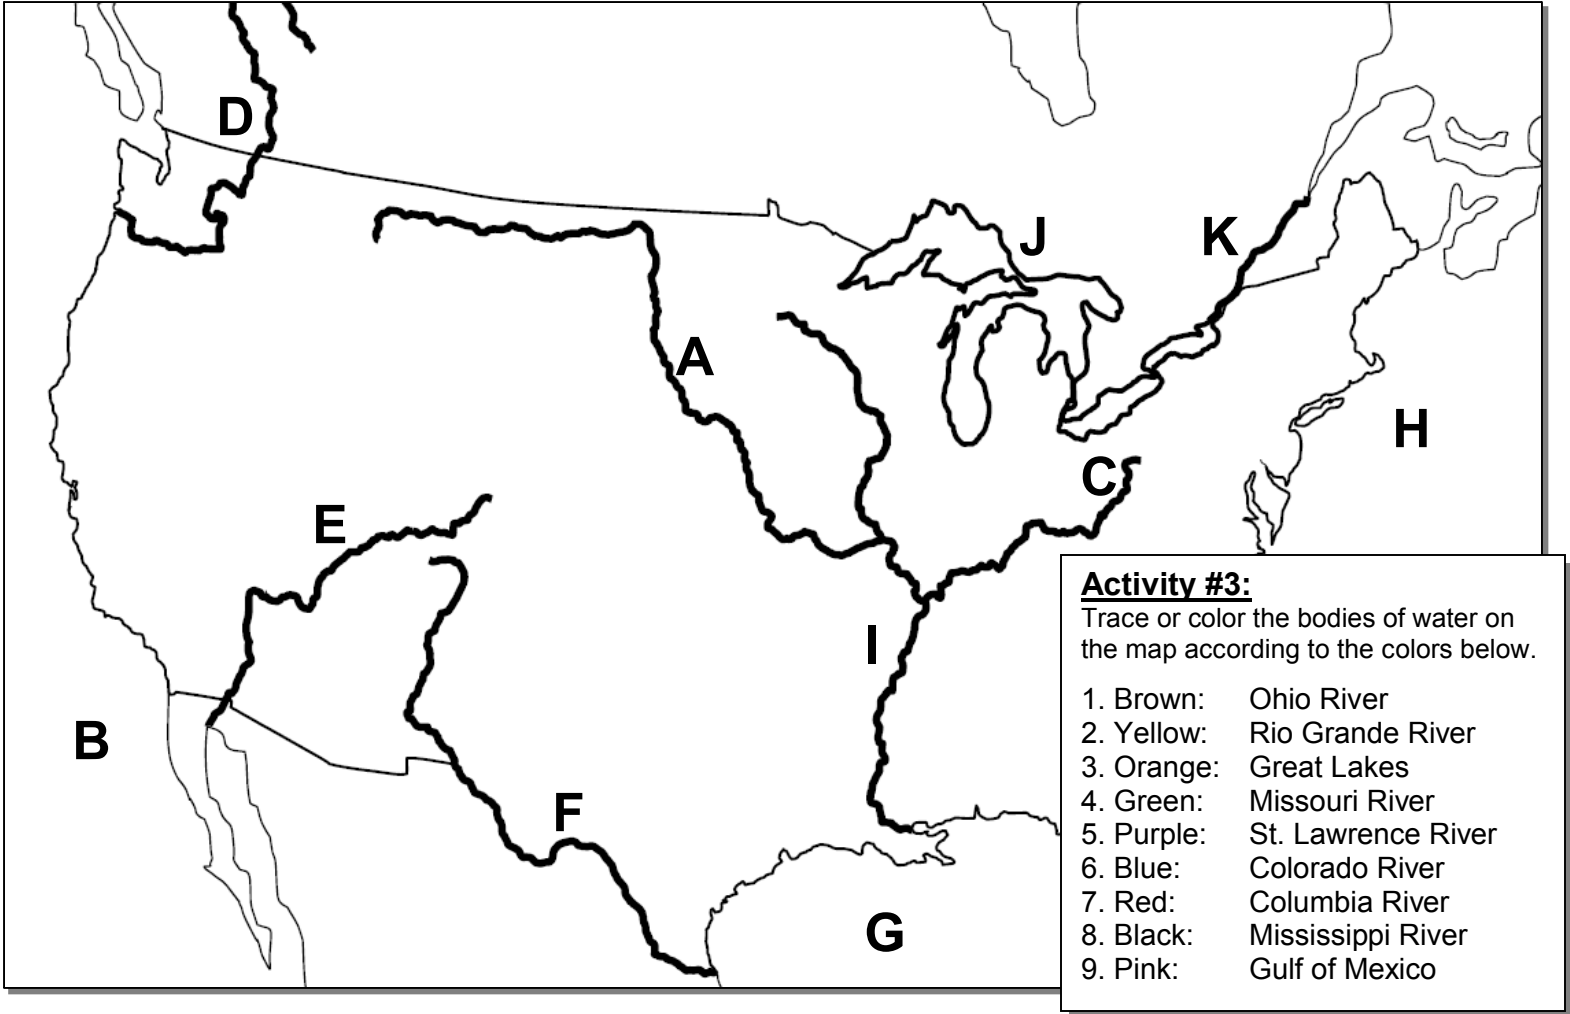 D
J
K
A
H
C
E
I
B
F
G
Activity #3:
Trace or color the bodies of water on
the map according to the colors below.
1. Brown: Ohio River
2. Yellow: Rio Grande River
3. Orange: Great Lakes
4. Green: Missouri River
5. Purple: St. Lawrence River
6. Blue: Colorado River
7. Red: Columbia River
8. Black: Mississippi River
9. Pink: Gulf of Mexico